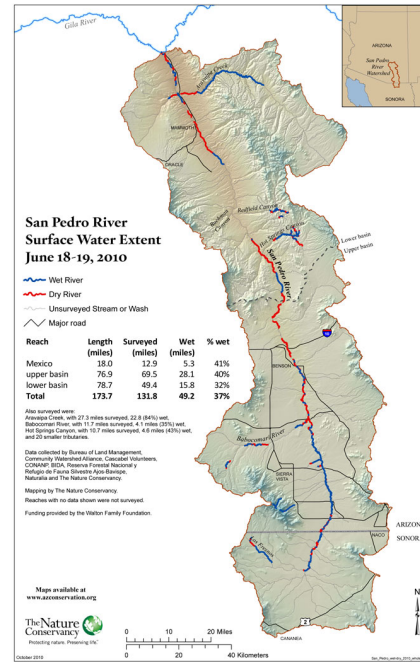 Gila River
ARIZONA
San Pedro
River
Watershed
SONORA
Aravaipa Creek
MAMMOTH
ORACLE
Redfield Canyon
Hot Springs Canyon
San Pedro River
Lower basin
Upper basin
San Pedro River
Surface Water Extent
June 18-19, 2010
Wet River
Dry River
Unsurveyed Stream or Wash
Major road
Reach Length (miles) Surveyed (miles) Wet (miles) % wet
Mexico 18.0 12.9 5.3 41%
upper basin 76.9 69.5 28.1 40%
lower basin 78.7 49.4 15.8 32%
Total 173.7 131.8 49.2 37%
Also surveyed were:
Aravaipa Creek, with 27.3 miles surveyed, 22.8 (84%) wet,
Babocomari River, with 11.7 miles surveyed, 4.1 miles (35%) wet,
Hot Springs Canyon, with 10.7 miles surveyed, 4.6 miles (43%) wet,
and 20 smaller tributaries.
Data collected by Bureau of Land Management,
Community Watershed Alliance, Cascabel Volunteers,
CONANP, BIDA, Reserva Forestal Nacional y
Refugio de Fauna Silvestre Ajos-Bavispe,
Naturalia and The Nature Conservancy.
Mapping by The Nature Conservancy.
Reaches with no data shown were not surveyed.
Funding provided by the Walton Family Foundation.
BENSON
Babocomari River
SIERRA
VISTA
NACO
ARIZON
SONOR
2
CANANEA
Maps available at
www.azconservation.org
The Nature
Conservancy
Protecting nature. Preserving life.
0 10 20 Miles
0 20 40 Kilometers
N
October 2010